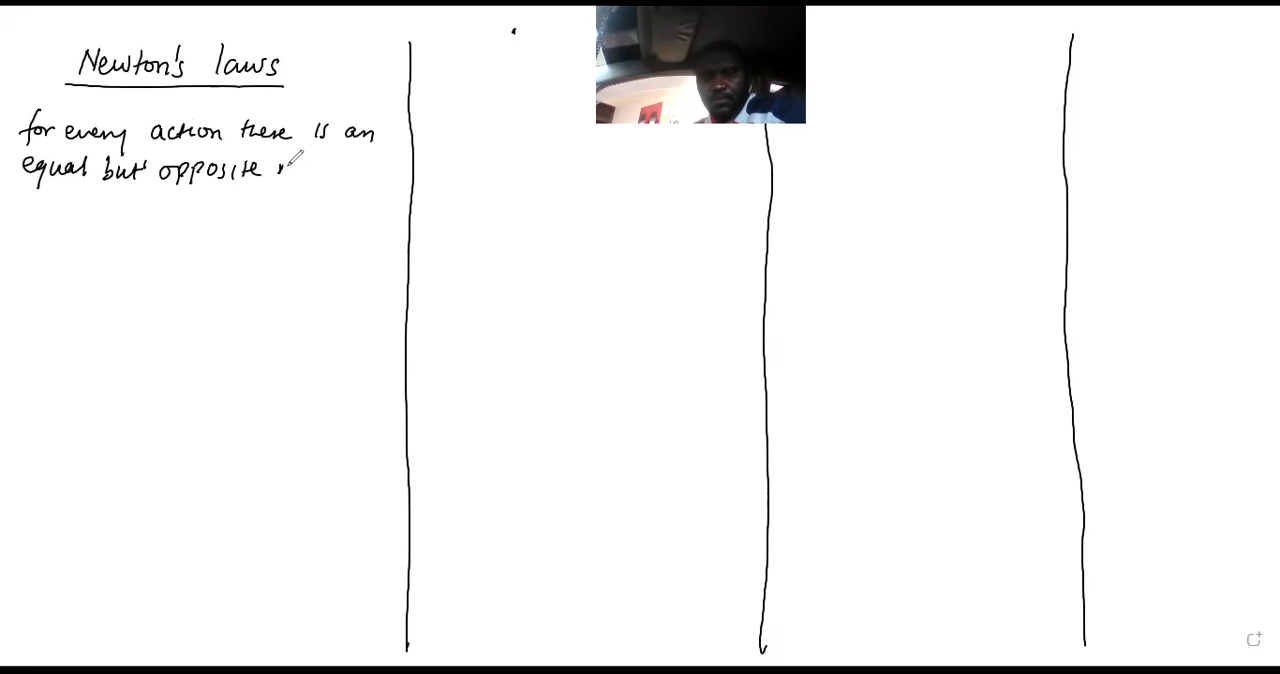 Newton's laws
for every action there is an
equal but opposite